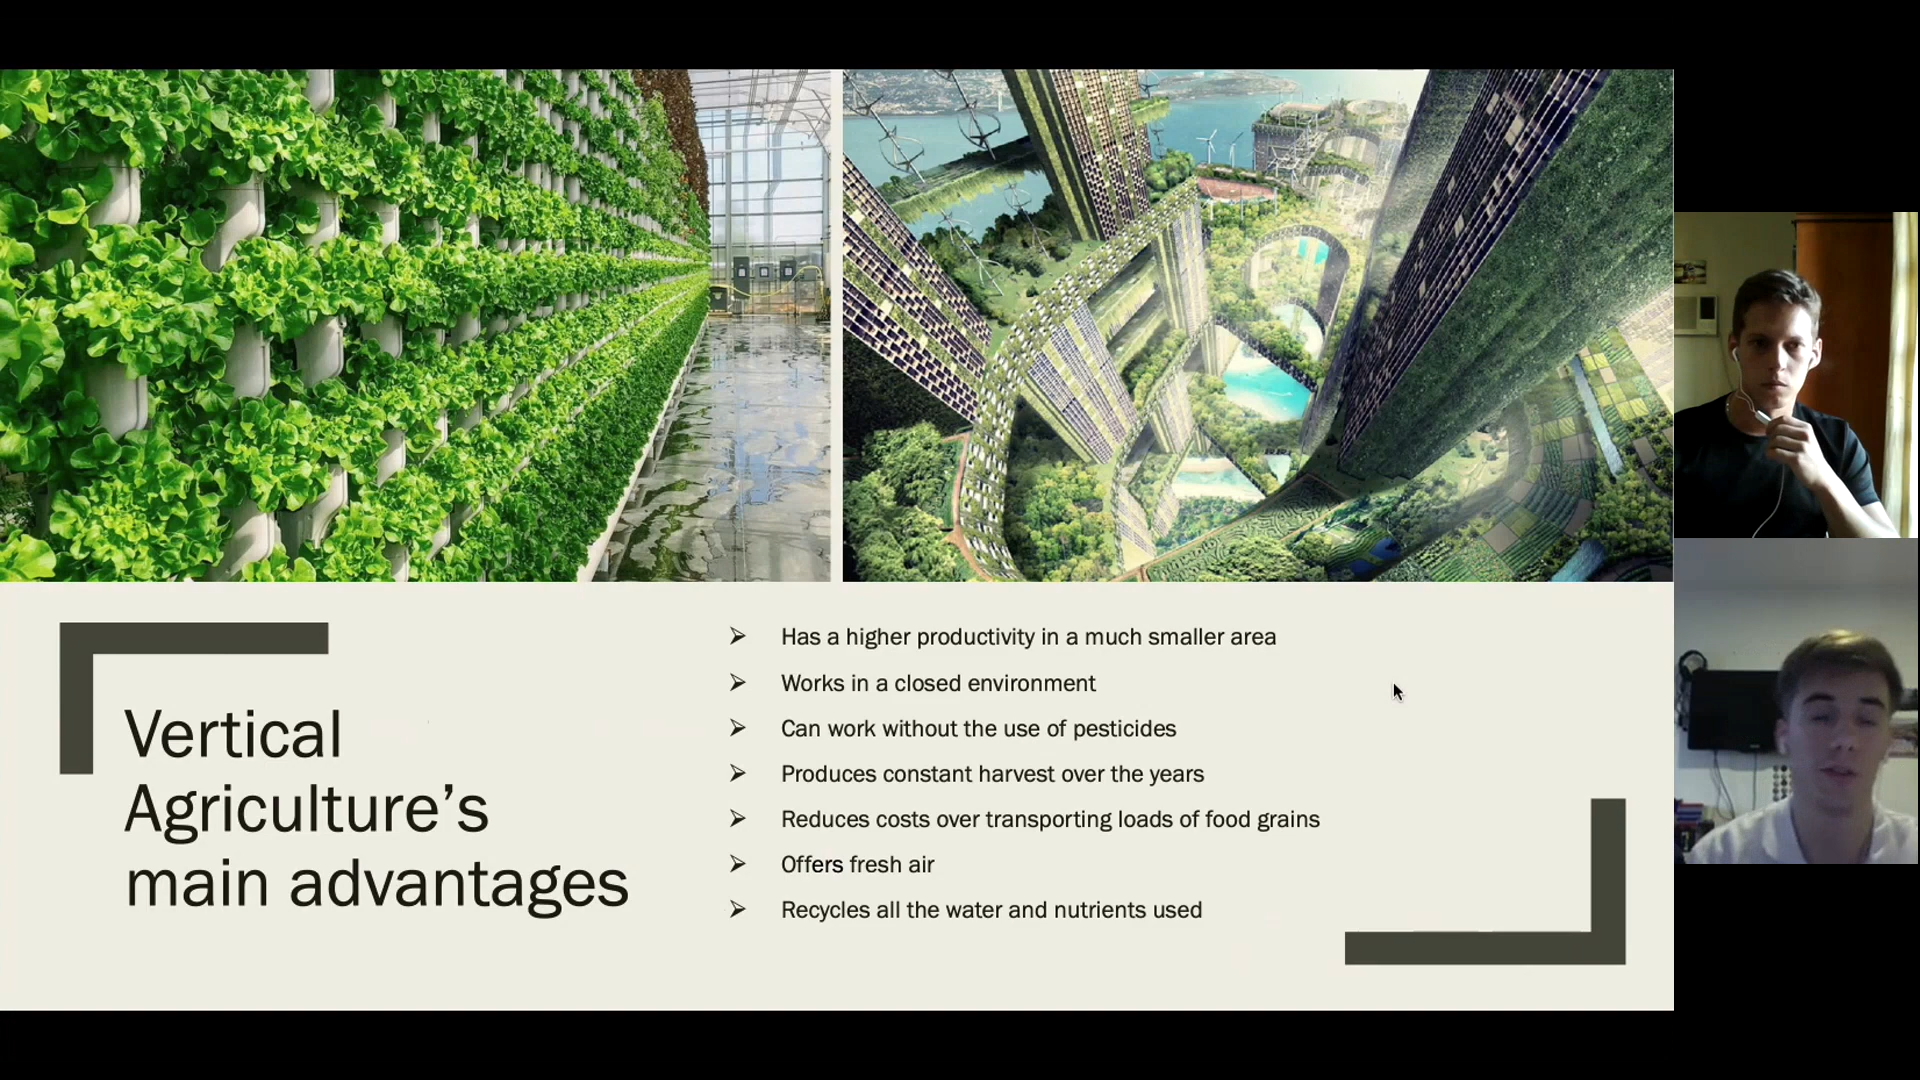 Vertical
Agriculture’s
main advantages
Has a higher productivity in a much smaller area
Works in a closed environment
Can work without the use of pesticides
Produces constant harvest over the years
Reduces costs over transporting loads of food grains
Offers fresh air
Recycles all the water and nutrients used